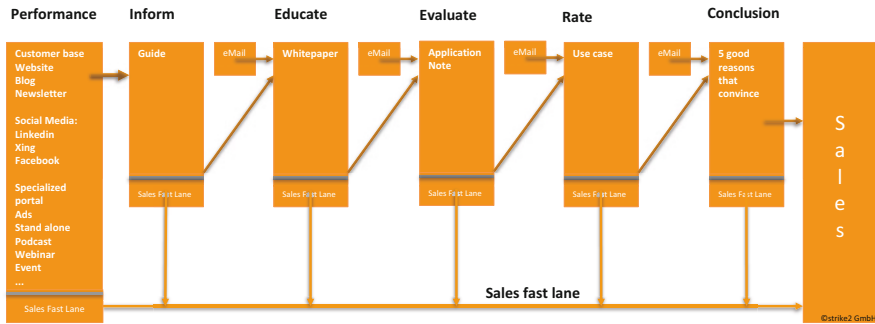 Performance
Inform
Educate
Evaluate
Rate
Conclusion
Customer base
Website
Blog
Newsletter
Social Media:
Linkedin
Xing
Facebook
Specialized
portal
Ads
Stand alone
Podcast
Webinar
Event
...
Sales Fast Lane
Guide
Sales Fast Lane
eMail
Whitepaper
Sales Fast Lane
eMail
Application
Note
Sales Fast Lane
eMail
Use case
Sales Fast Lane
eMail
5 good
reasons
that
convince
Sales Fast Lane
Sales fast lane
S
a
l
e
s
©strike2 GmbH